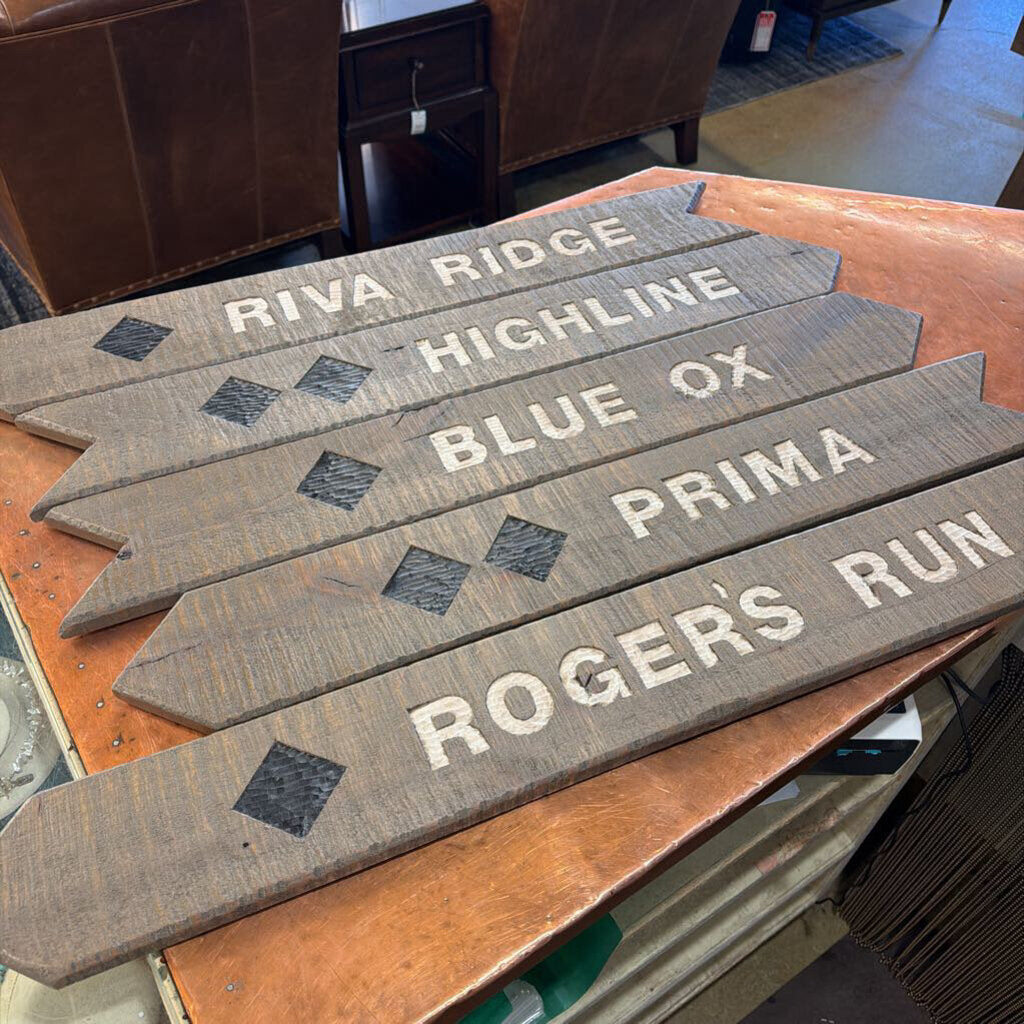 RIVA RIDGE
HIGHLINE
BLUE OX
PRIMA
ROGER'S RUN